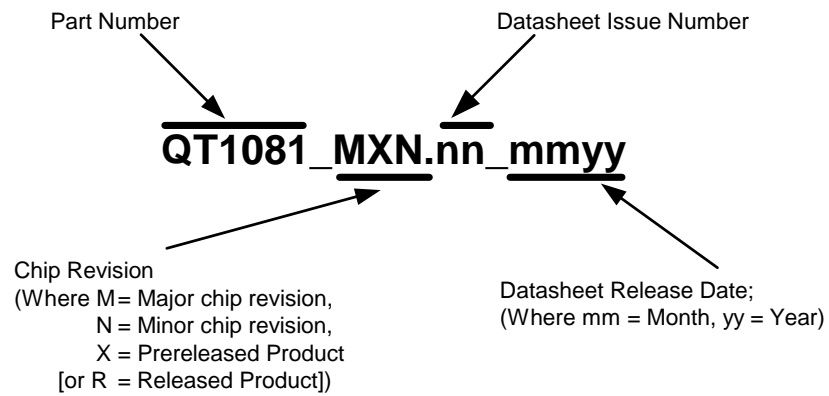 Part Number
Datasheet Issue Number
QT1081_MXN.nn_mmyy
Chip Revision
(Where M = Major chip revision,
N = Minor chip revision,
X = Prereleased Product
[or R = Released Product])
Datasheet Release Date;
(Where mm = Month, yy = Year)